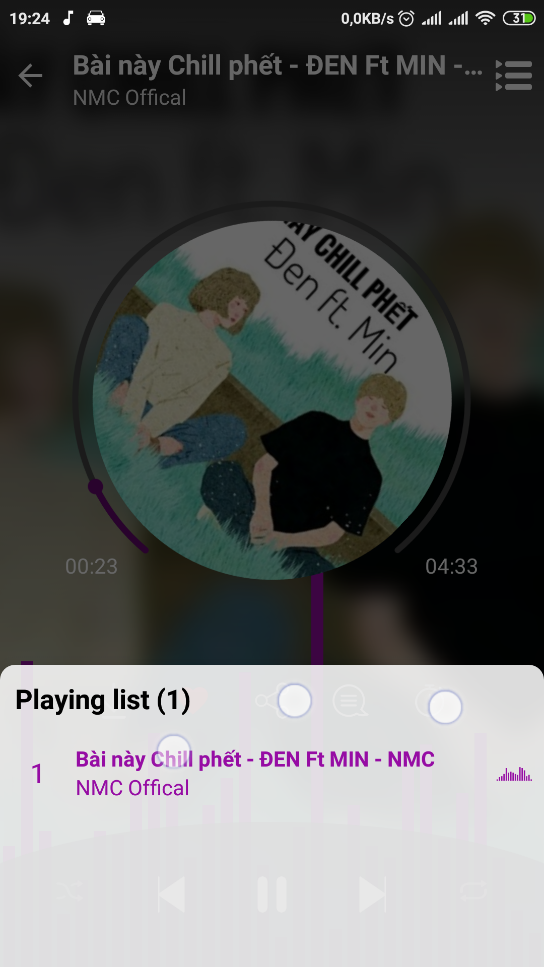 19:24
0,0KB/s
31
Bài này Chill phết - ĐEN Ft MIN -...
NMC Offical
ÀY CHILL PHẾT
Đen ft. Min
00:23
04:33
Playing list (1)
1
Bài này Chill phết - ĐEN Ft MIN - NMC
NMC Offical